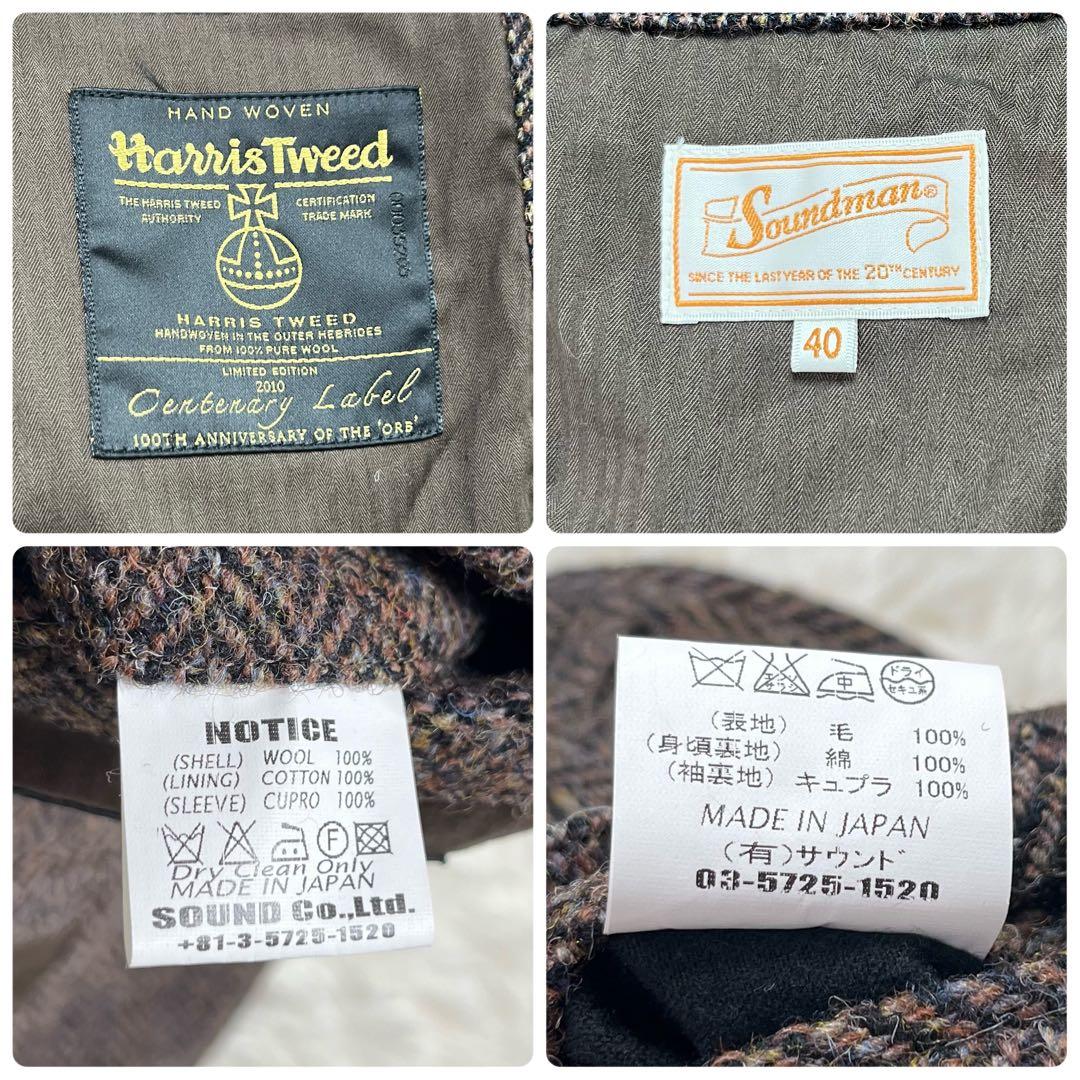 HAND WOVEN
Harris Tweed
THE HARRIS TWEED AUTHORITY
CERTIFICATION TRADE MARK
HARRIS TWEED
HANDWOVEN IN THE OUTER HEBRIDES
FROM 100% PURE WOOL
LIMITED EDITION
2010
Centenary Label
100TH ANNIVERSARY OF THE 'ORB'
Soundman®
SINCE THE LAST YEAR OF THE 20TH CENTURY
40
NOTICE
(SHELL) WOOL 100%
(LINING) COTTON 100%
(SLEEVE) CUPRO 100%
F
Dry Clean Only
MADE IN JAPAN
SOUND Co.,Ltd.
+81-3-5725-1520
中 ドライ セキユ系
(表地) 毛 100%
(身頃裏地) 綿 100%
(袖裏地) キュプラ 100%
MADE IN JAPAN
(有)サウンド
03-5725-1520